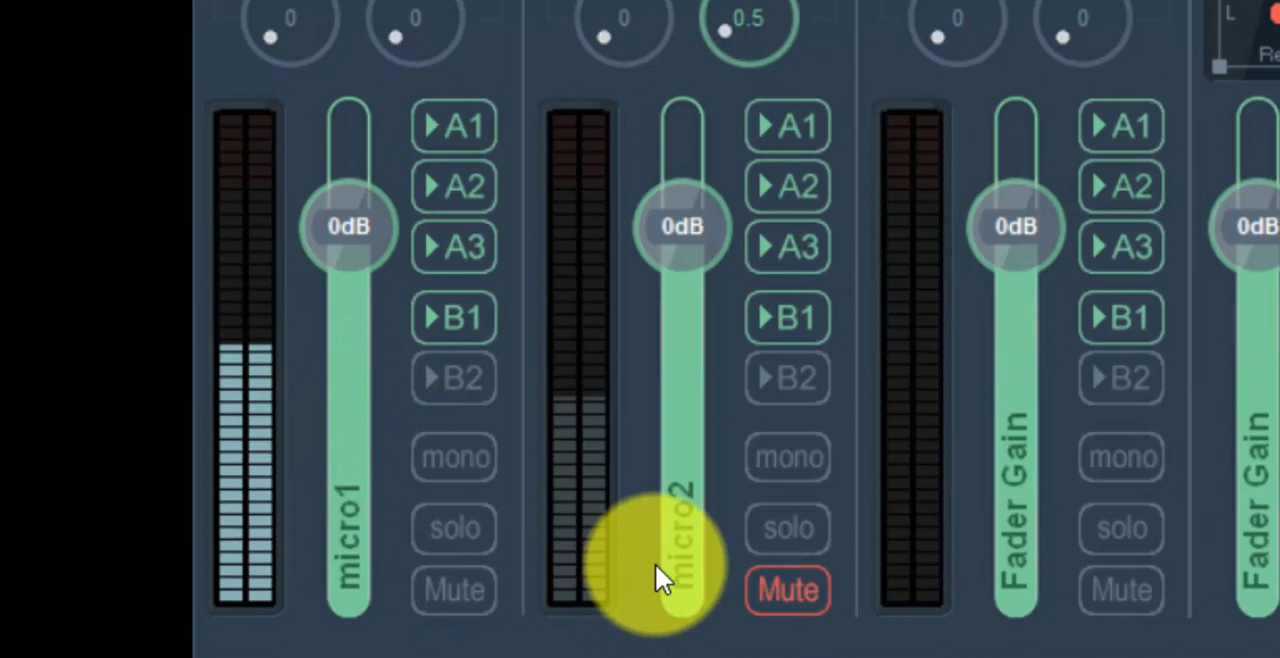 0 0 0 0.5 0 0 L
Re
A1 A1 A1
A2 A2 A2
0dB 0dB 0dB 0dB
A3 A3 A3
B1 B1 B1
B2 B2 B2
mono mono mono
solo solo solo
micro1 micro2 Fader Gain Fader Gain
Mute Mute Mute